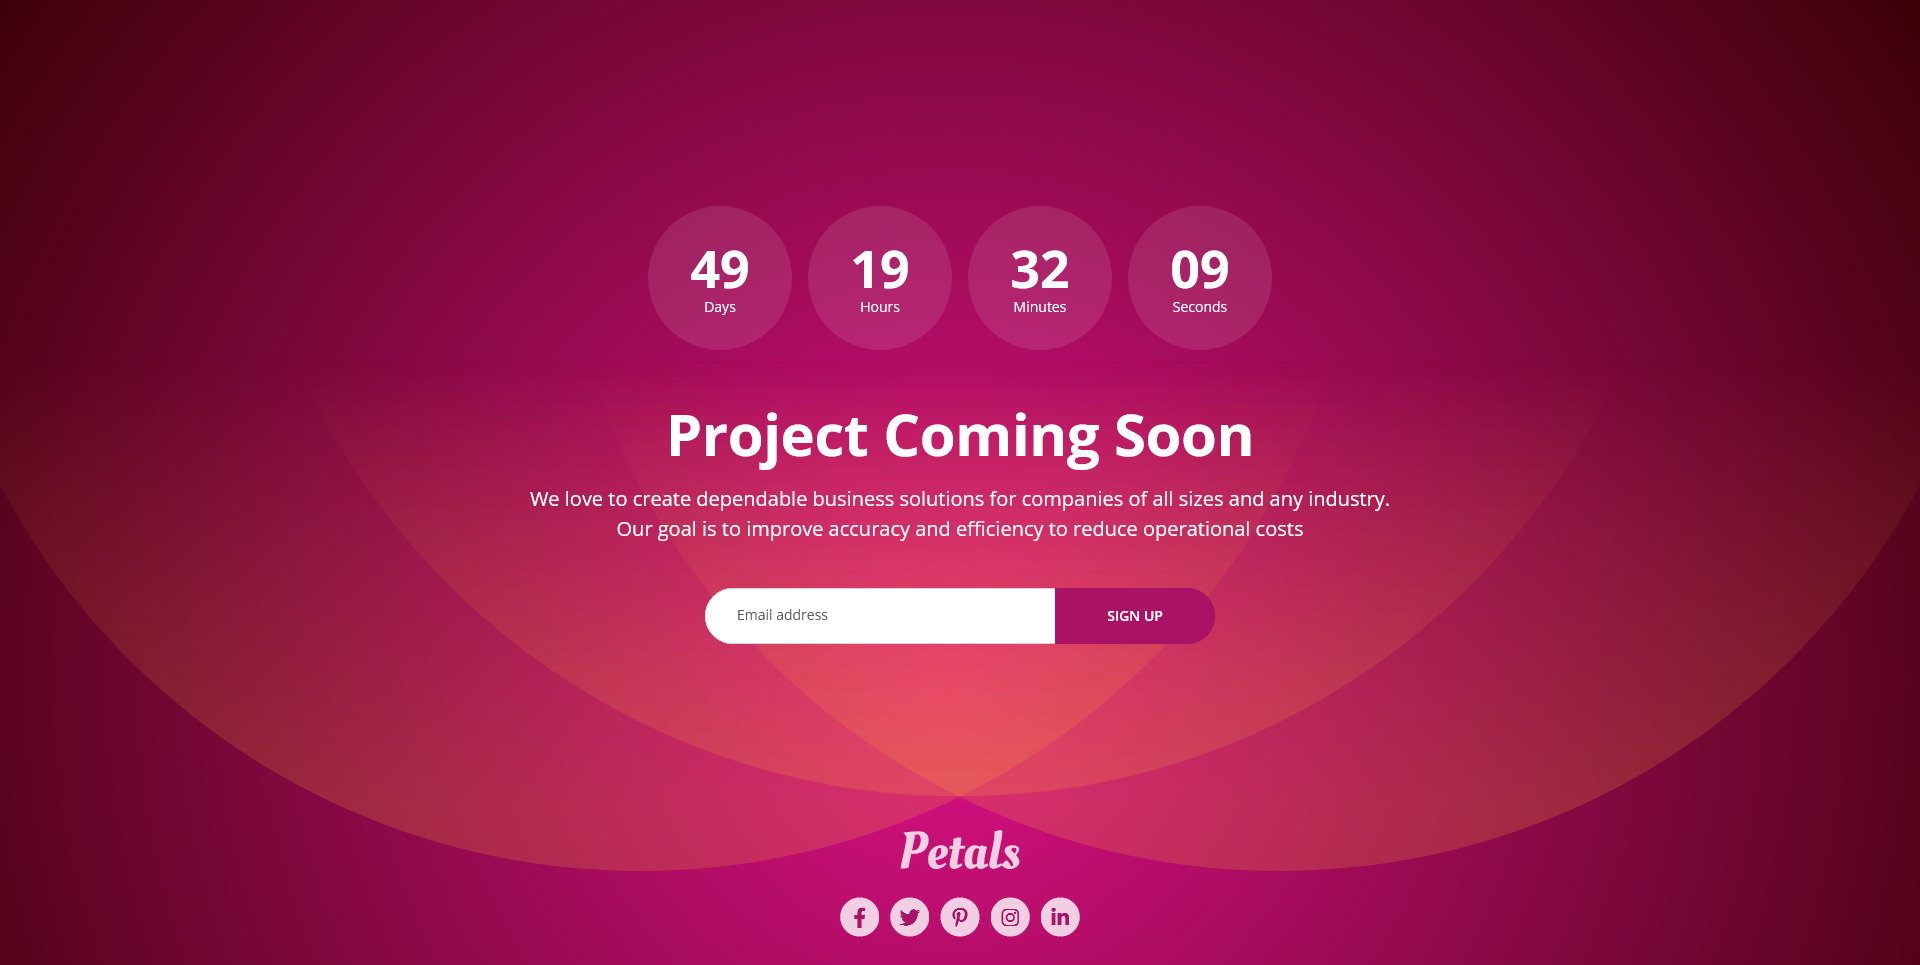 49 19 32 09
Days Hours Minutes Seconds
Project Coming Soon
We love to create dependable business solutions for companies of all sizes and any industry.
Our goal is to improve accuracy and efficiency to reduce operational costs
Email address SIGN UP
Petals